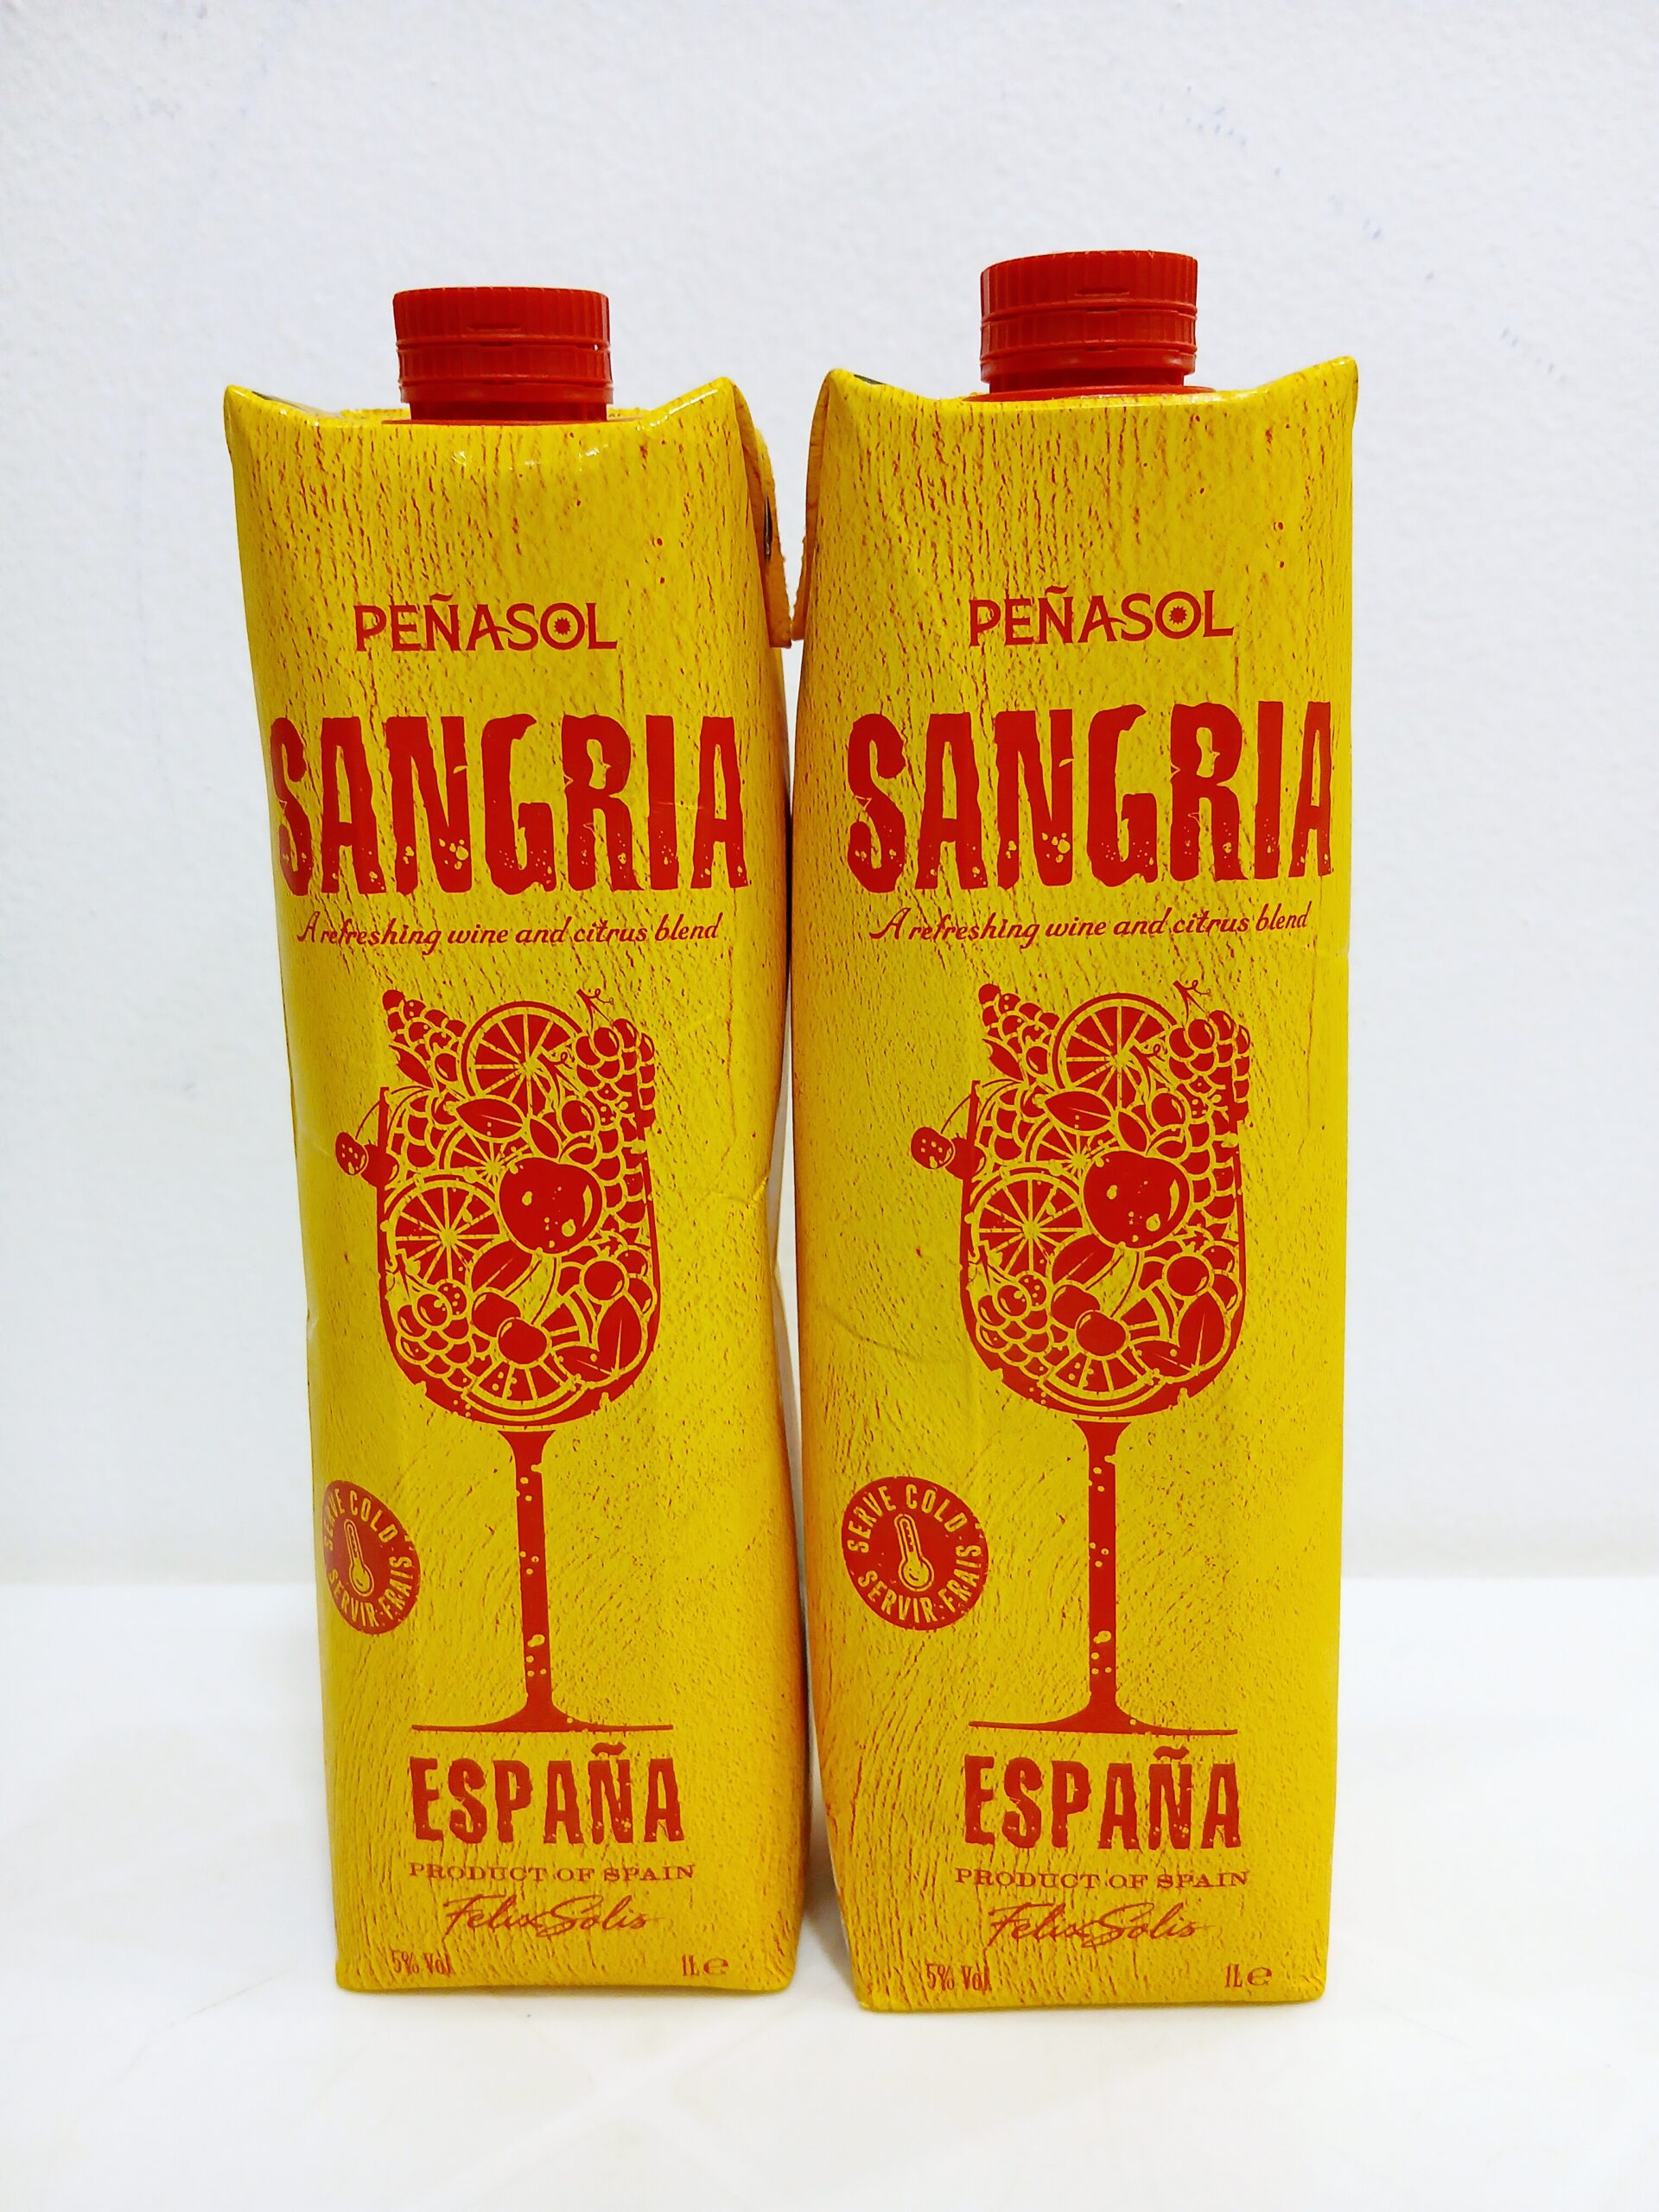 PEÑASOL
SANGRIA
A refreshing wine and citrus blend
SERVE COLD
SERVIR FRAIS
ESPAÑA
PRODUCT OF SPAIN
Felix Solis
5% Vol
1L e
PEÑASOL
SANGRIA
A refreshing wine and citrus blend
SERVE COLD
SERVIR FRAIS
ESPAÑA
PRODUCT OF SPAIN
Felix Solis
5% Vol
1L e